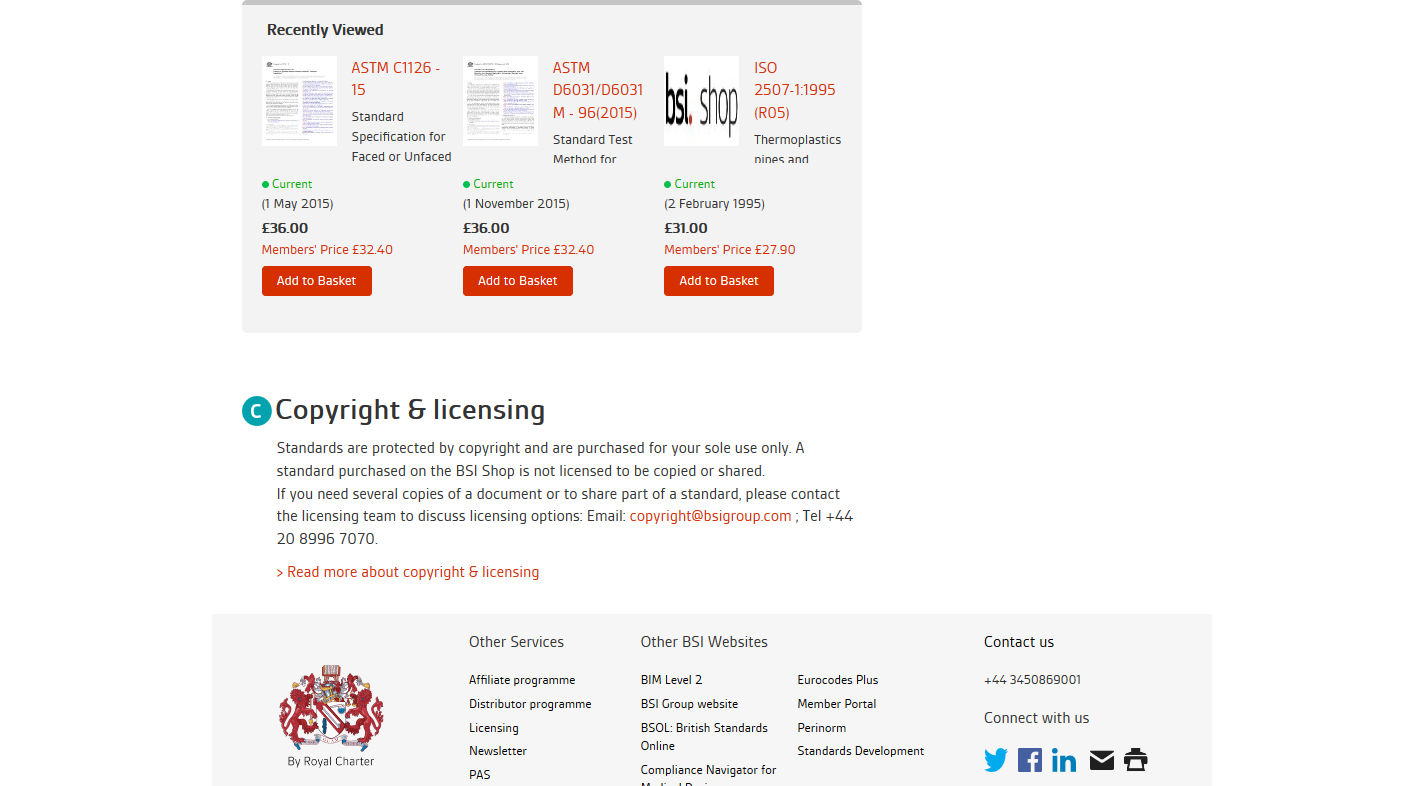 Recently Viewed
ASTM C1126 -
15
Standard
Specification for
Faced or Unfaced
Current
(1 May 2015)
£36.00
Members' Price £32.40
Add to Basket
ASTM
D6031/D6031
M - 96(2015)
Standard Test
Method for
Current
(1 November 2015)
£36.00
Members' Price £32.40
Add to Basket
bsi. shop
ISO
2507-1:1995
(R05)
Thermoplastics
pipes and
Current
(2 February 1995)
£31.00
Members' Price £27.90
Add to Basket
C Copyright & licensing
Standards are protected by copyright and are purchased for your sole use only. A
standard purchased on the BSI Shop is not licensed to be copied or shared.
If you need several copies of a document or to share part of a standard, please contact
the licensing team to discuss licensing options: Email: copyright@bsigroup.com ; Tel +44
20 8996 7070.
> Read more about copyright & licensing
By Royal Charter
Other Services
Affiliate programme
Distributor programme
Licensing
Newsletter
PAS
Other BSI Websites
BIM Level 2
BSI Group website
BSOL: British Standards
Online
Compliance Navigator for
Eurocodes Plus
Member Portal
Perinorm
Standards Development
Contact us
+44 3450869001
Connect with us